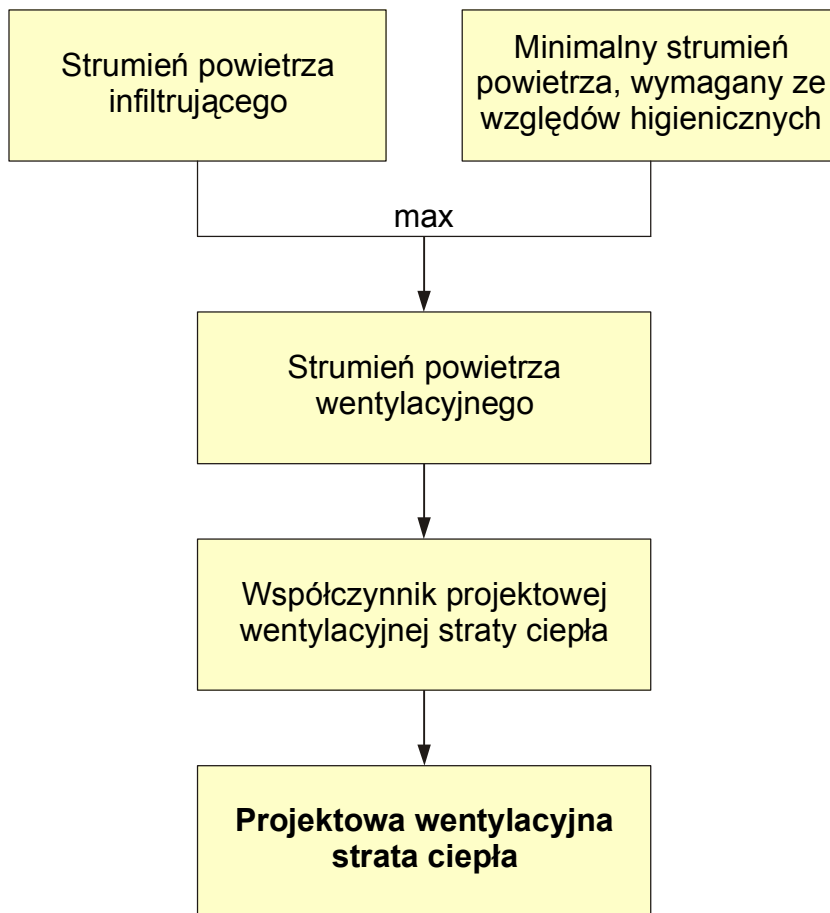 Strumień powietrza
infiltrującego
Minimalny strumień
powietrza, wymagany ze
względów higienicznych
max
Strumień powietrza
wentylacyjnego
Współczynnik projektowej
wentylacyjnej straty ciepła
Projektowa wentylacyjna
strata ciepła